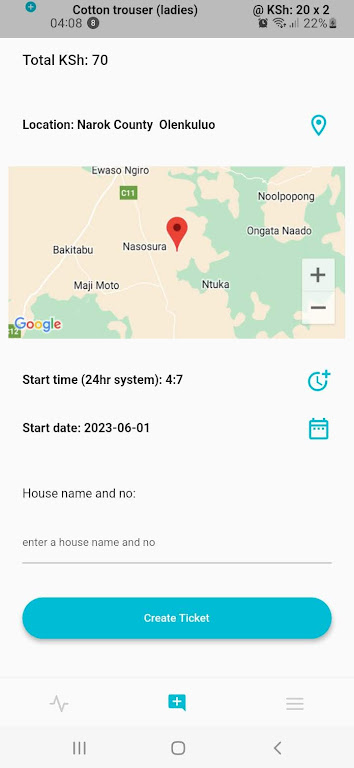 Cotton trouser (ladies) @ KSh: 20 x 2
04:08 8 22%
Total KSh: 70
Location: Narok County Olenkuluo
Ewaso Ngiro
C11
Noolpopong
Ongata Naado
Bakitabu
Nasosura
Maji Moto
Ntuka
C12
Google
Start time (24hr system): 4:7
Start date: 2023-06-01
House name and no:
enter a house name and no
Create Ticket